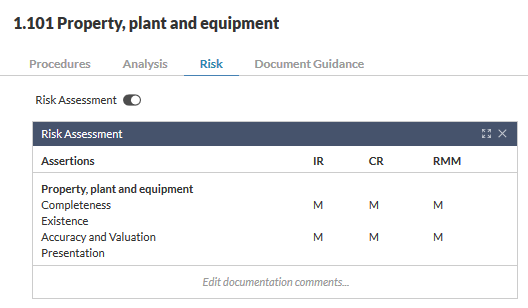 1.101 Property, plant and equipment
Procedures Analysis Risk Document Guidance
Risk Assessment
Risk Assessment
Assertions IR CR RMM
Property, plant and equipment
Completeness M M M
Existence
Accuracy and Valuation M M M
Presentation
Edit documentation comments...